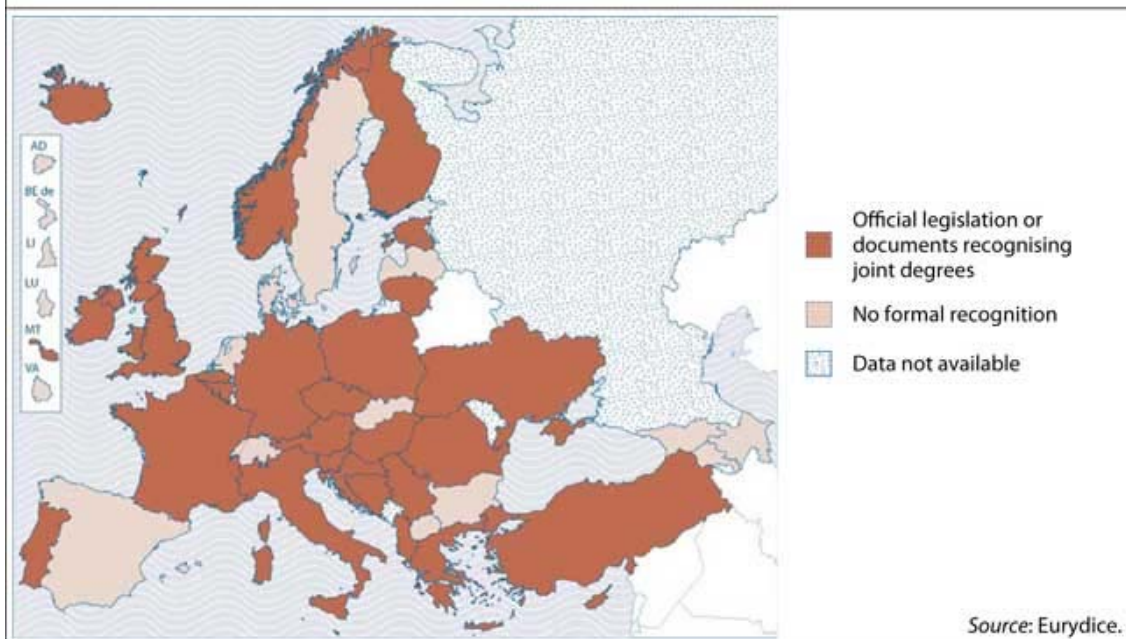 AD
BE de
LI
LU
MT
VA
Official legislation or
documents recognising
joint degrees
No formal recognition
Data not available
Source: Eurydice.